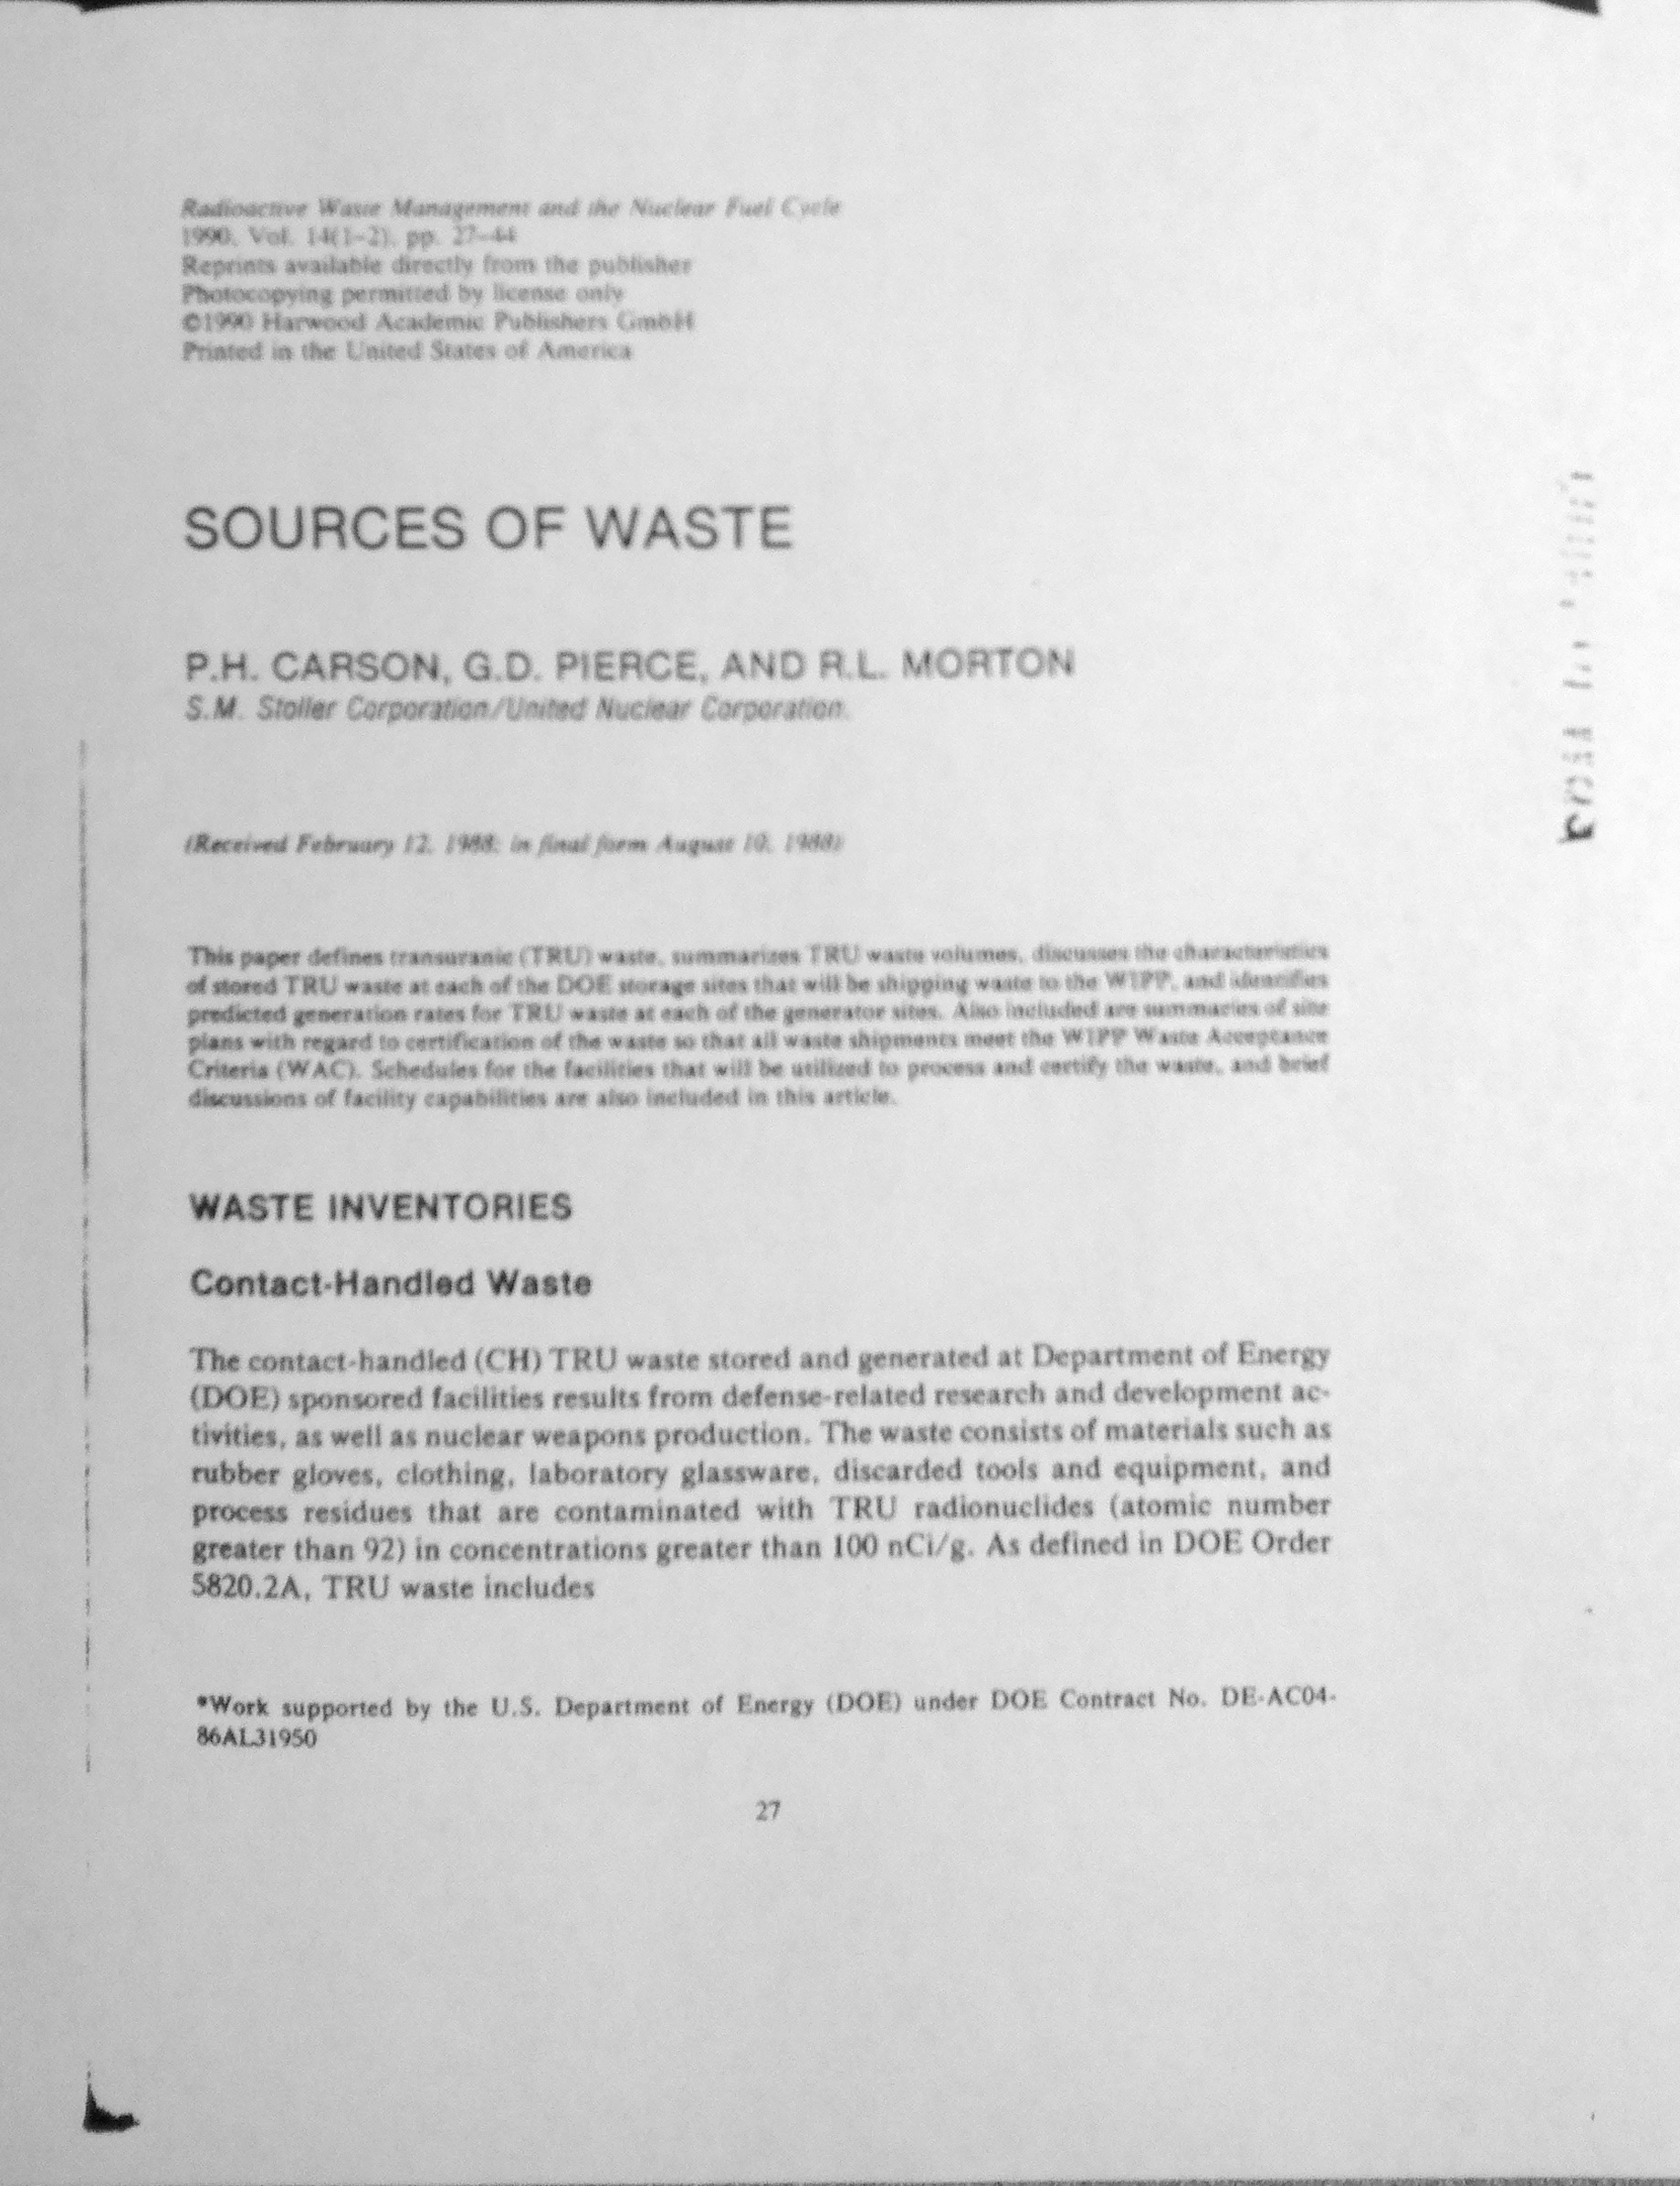 Radioactive Waste Management and the Nuclear Fuel Cycle
1990, Vol. 14(1–2), pp. 27–44
Reprints available directly from the publisher
Photocopying permitted by license only
©1990 Harwood Academic Publishers GmbH
Printed in the United States of America
SOURCES OF WASTE
P.H. CARSON, G.D. PIERCE, AND R.L. MORTON
S.M. Stoller Corporation/United Nuclear Corporation.
(Received February 12, 1988; in final form August 10, 1988)
This paper defines transuranic (TRU) waste, summarizes TRU waste volumes, discusses the characteristics
of stored TRU waste at each of the DOE storage sites that will be shipping waste to the WIPP, and identifies
predicted generation rates for TRU waste at each of the generator sites. Also included are summaries of site
plans with regard to certification of the waste so that all waste shipments meet the WIPP Waste Acceptance
Criteria (WAC). Schedules for the facilities that will be utilized to process and certify the waste, and brief
discussions of facility capabilities are also included in this article.
WASTE INVENTORIES
Contact-Handled Waste
The contact-handled (CH) TRU waste stored and generated at Department of Energy
(DOE) sponsored facilities results from defense-related research and development ac-
tivities, as well as nuclear weapons production. The waste consists of materials such as
rubber gloves, clothing, laboratory glassware, discarded tools and equipment, and
process residues that are contaminated with TRU radionuclides (atomic number
greater than 92) in concentrations greater than 100 nCi/g. As defined in DOE Order
5820.2A, TRU waste includes
*Work supported by the U.S. Department of Energy (DOE) under DOE Contract No. DE-AC04-
86AL31950
27